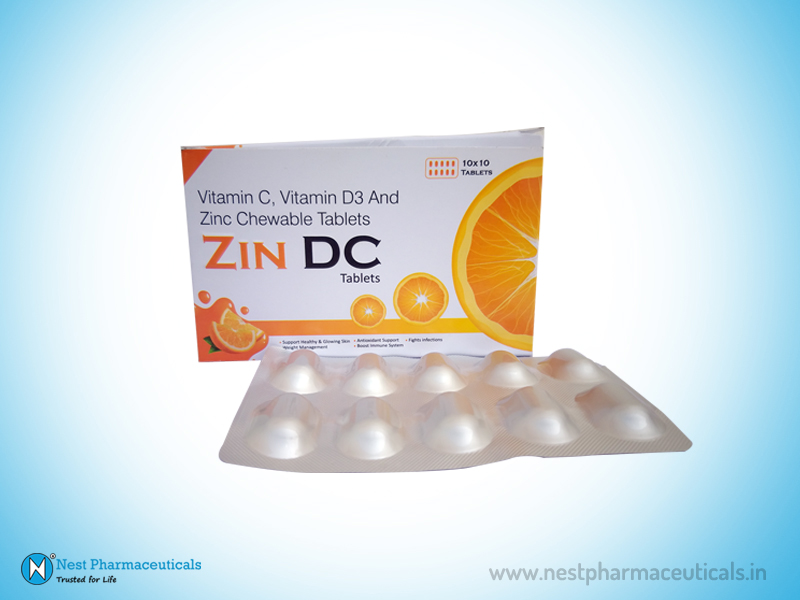 10x10
TABLETS
Vitamin C, Vitamin D3 And
Zinc Chewable Tablets
ZIN DC
Tablets
• Support Healthy & Glowing Skin • Antioxidant Support • Fights infections
• Weight Management • Boost Immune System
Nest Pharmaceuticals
Trusted for Life
www.nestpharmaceuticals.in